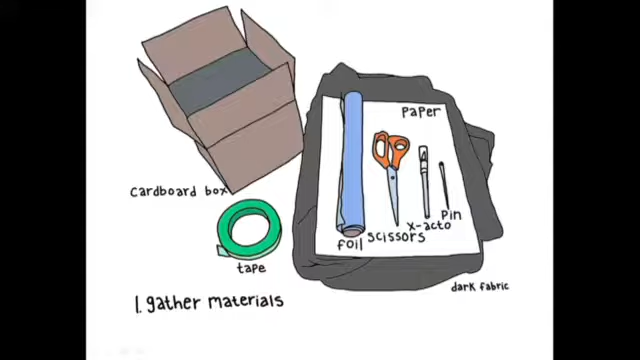 paper
cardboard box
pin
x-acto
scissors
foil
tape
dark fabric
1. gather materials